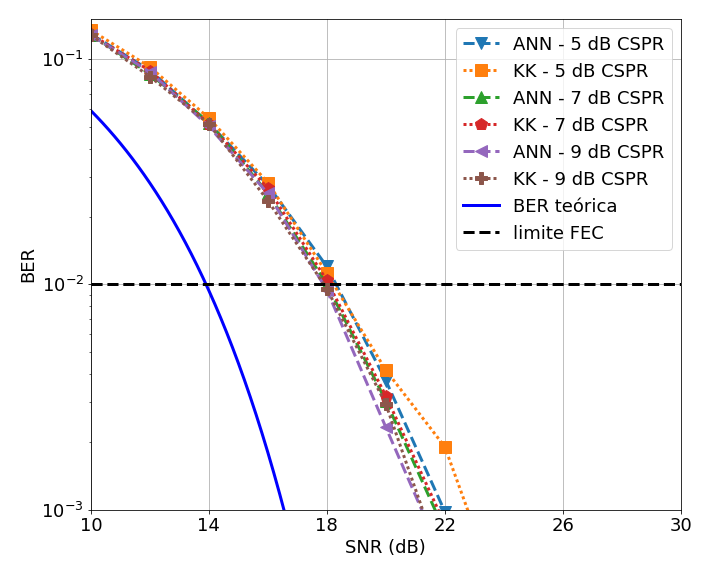 10⁻¹
10⁻²
10⁻³
BER
10 14 18 22 26 30
SNR (dB)
ANN - 5 dB CSPR
KK - 5 dB CSPR
ANN - 7 dB CSPR
KK - 7 dB CSPR
ANN - 9 dB CSPR
KK - 9 dB CSPR
BER teórica
limite FEC